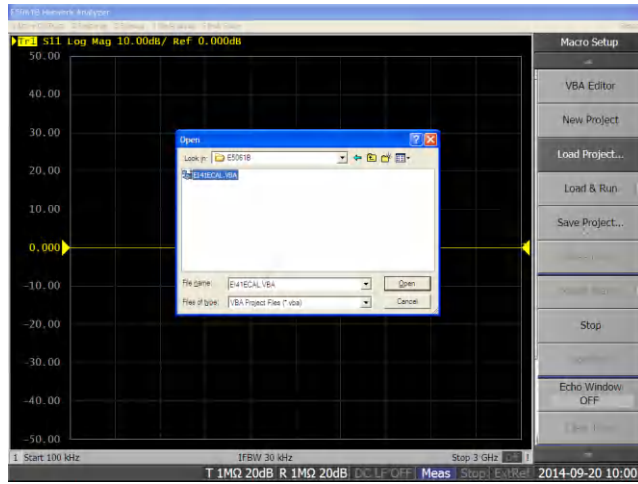 E5061B Network Analyzer
Tr1 S11 Log Mag 10.00dB/ Ref 0.000dB
Macro Setup
50.00
40.00
30.00
20.00
10.00
0.000
-10.00
-20.00
-30.00
-40.00
-50.00
Open
Look in: E5061B
File name:
Open
Files of type: VBA Project Files (*.vba)
Cancel
VBA Editor
New Project
Load Project...
Load & Run
Save Project...
Stop
Echo Window
OFF
1 Start 100 kHz IFBW 30 kHz Stop 3 GHz Off
T 1MΩ 20dB R 1MΩ 20dB DC LF OFF Meas Stop ExtRef 2014-09-20 10:00